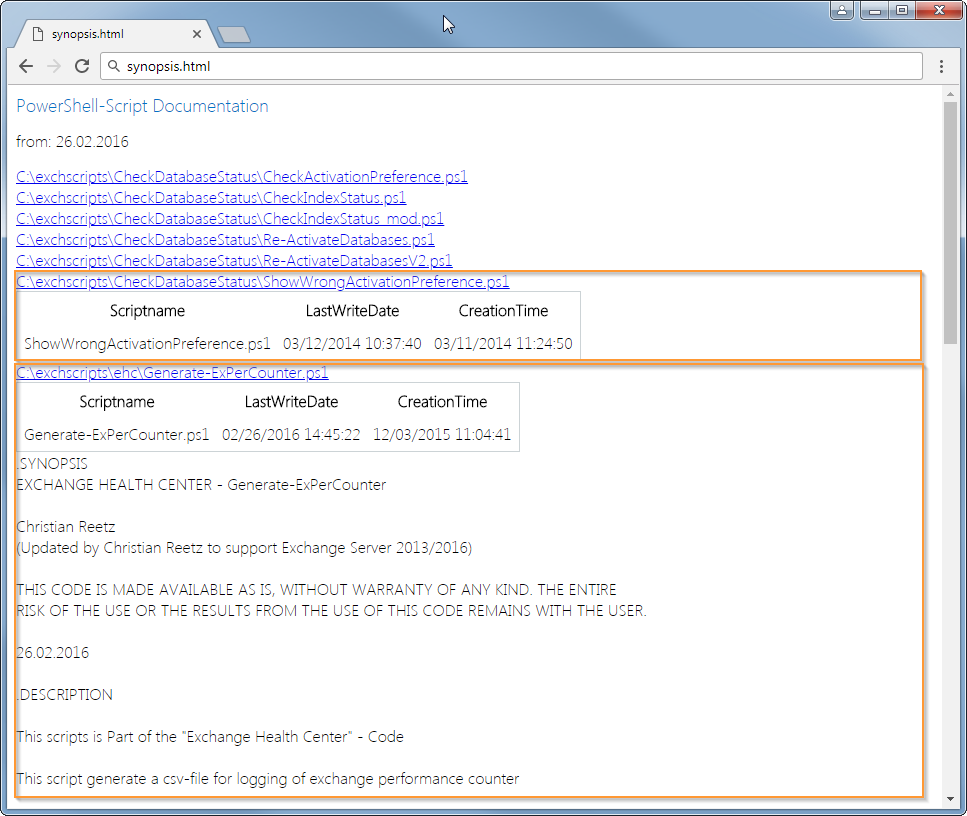 synopsis.html
synopsis.html
PowerShell-Script Documentation
from: 26.02.2016
C:\exchscripts\CheckDatabaseStatus\CheckActivationPreference.ps1
C:\exchscripts\CheckDatabaseStatus\CheckIndexStatus.ps1
C:\exchscripts\CheckDatabaseStatus\CheckIndexStatus_mod.ps1
C:\exchscripts\CheckDatabaseStatus\Re-ActivateDatabases.ps1
C:\exchscripts\CheckDatabaseStatus\Re-ActivateDatabasesV2.ps1
C:\exchscripts\CheckDatabaseStatus\ShowWrongActivationPreference.ps1
Scriptname LastWriteDate CreationTime
ShowWrongActivationPreference.ps1 03/12/2014 10:37:40 03/11/2014 11:24:50
C:\exchscripts\ehc\Generate-ExPerCounter.ps1
Scriptname LastWriteDate CreationTime
Generate-ExPerCounter.ps1 02/26/2016 14:45:22 12/03/2015 11:04:41
.SYNOPSIS
EXCHANGE HEALTH CENTER - Generate-ExPerCounter
Christian Reetz
(Updated by Christian Reetz to support Exchange Server 2013/2016)
THIS CODE IS MADE AVAILABLE AS IS, WITHOUT WARRANTY OF ANY KIND. THE ENTIRE
RISK OF THE USE OR THE RESULTS FROM THE USE OF THIS CODE REMAINS WITH THE USER.
26.02.2016
.DESCRIPTION
This scripts is Part of the "Exchange Health Center" - Code
This script generate a csv-file for logging of exchange performance counter